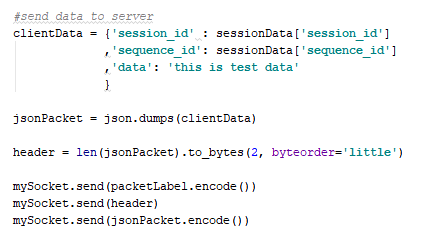 #send data to server
clientData = {'session_id' : sessionData['session_id']
,'sequence_id': sessionData['sequence_id']
,'data': 'this is test data'
}
jsonPacket = json.dumps(clientData)
header = len(jsonPacket).to_bytes(2, byteorder='little')
mySocket.send(packetLabel.encode())
mySocket.send(header)
mySocket.send(jsonPacket.encode())